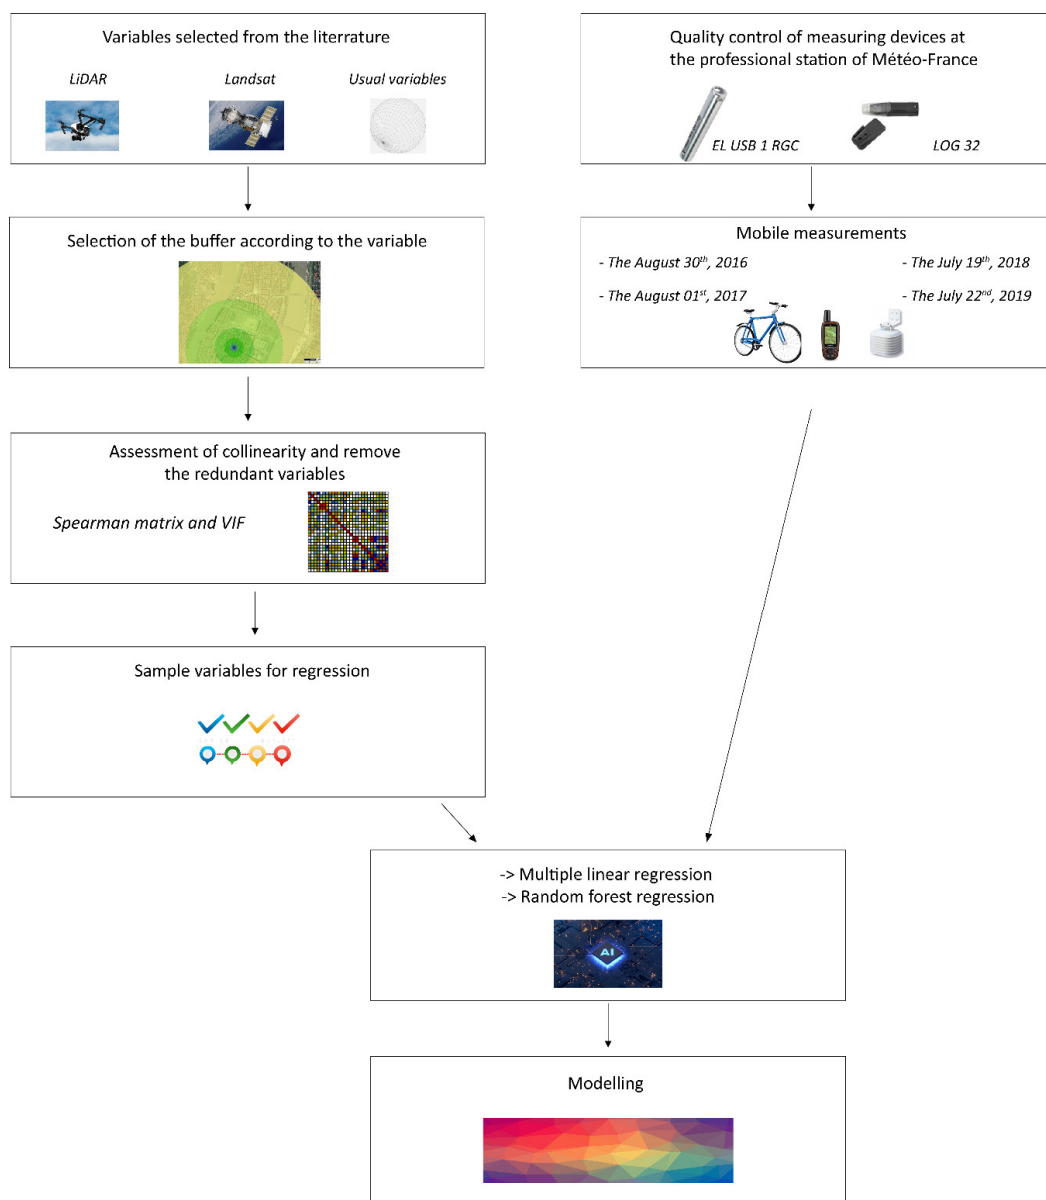 Variables selected from the literrature
LiDAR
Landsat
Usual variables
Selection of the buffer according to the variable
Assessment of collinearity and remove
the redundant variables
Spearman matrix and VIF
Sample variables for regression
Quality control of measuring devices at
the professional station of Météo-France
EL USB 1 RGC
LOG 32
Mobile measurements
- The August 30th, 2016
- The July 19th, 2018
- The August 01st, 2017
- The July 22nd, 2019
-> Multiple linear regression
-> Random forest regression
AI
Modelling